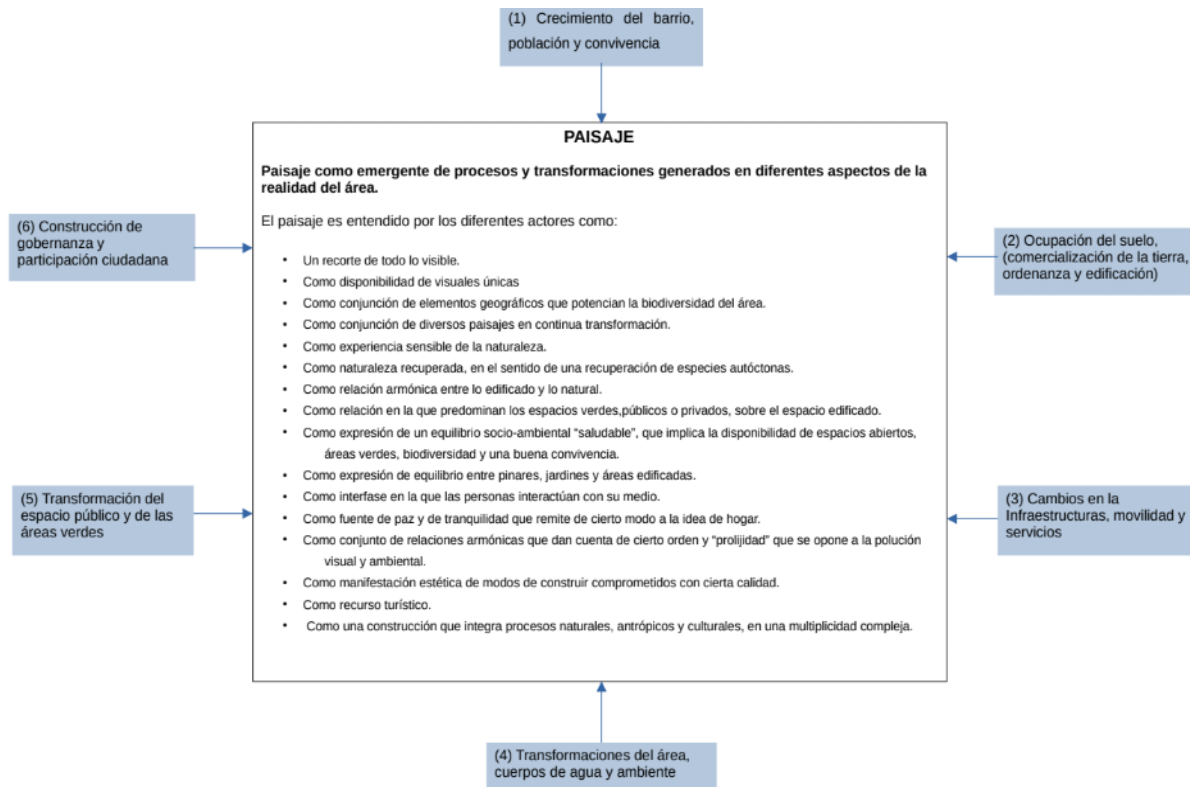 (1) Crecimiento del barrio,
población y convivencia
PAISAJE
Paisaje como emergente de procesos y transformaciones generados en diferentes aspectos de la
realidad del área.
El paisaje es entendido por los diferentes actores como:
• Un recorte de todo lo visible.
• Como disponibilidad de visuales únicas
• Como conjunción de elementos geográficos que potencian la biodiversidad del área.
• Como conjunción de diversos paisajes en continua transformación.
• Como experiencia sensible de la naturaleza.
• Como naturaleza recuperada, en el sentido de una recuperación de especies autóctonas.
• Como relación armónica entre lo edificado y lo natural.
• Como relación en la que predominan los espacios verdes,públicos o privados, sobre el espacio edificado.
• Como expresión de un equilibrio socio-ambiental “saludable”, que implica la disponibilidad de espacios abiertos,
áreas verdes, biodiversidad y una buena convivencia.
• Como expresión de equilibrio entre pinares, jardines y áreas edificadas.
• Como interfase en la que las personas interactúan con su medio.
• Como fuente de paz y de tranquilidad que remite de cierto modo a la idea de hogar.
• Como conjunto de relaciones armónicas que dan cuenta de cierto orden y “prolijidad” que se opone a la polución
visual y ambiental.
• Como manifestación estética de modos de construir comprometidos con cierta calidad.
• Como recurso turístico.
• Como una construcción que integra procesos naturales, antrópicos y culturales, en una multiplicidad compleja.
(2) Ocupación del suelo,
(comercialización de la tierra,
ordenanza y edificación)
(3) Cambios en la
Infraestructuras, movilidad y
servicios
(4) Transformaciones del área,
cuerpos de agua y ambiente
(5) Transformación del
espacio público y de las
áreas verdes
(6) Construcción de
gobernanza y
participación ciudadana